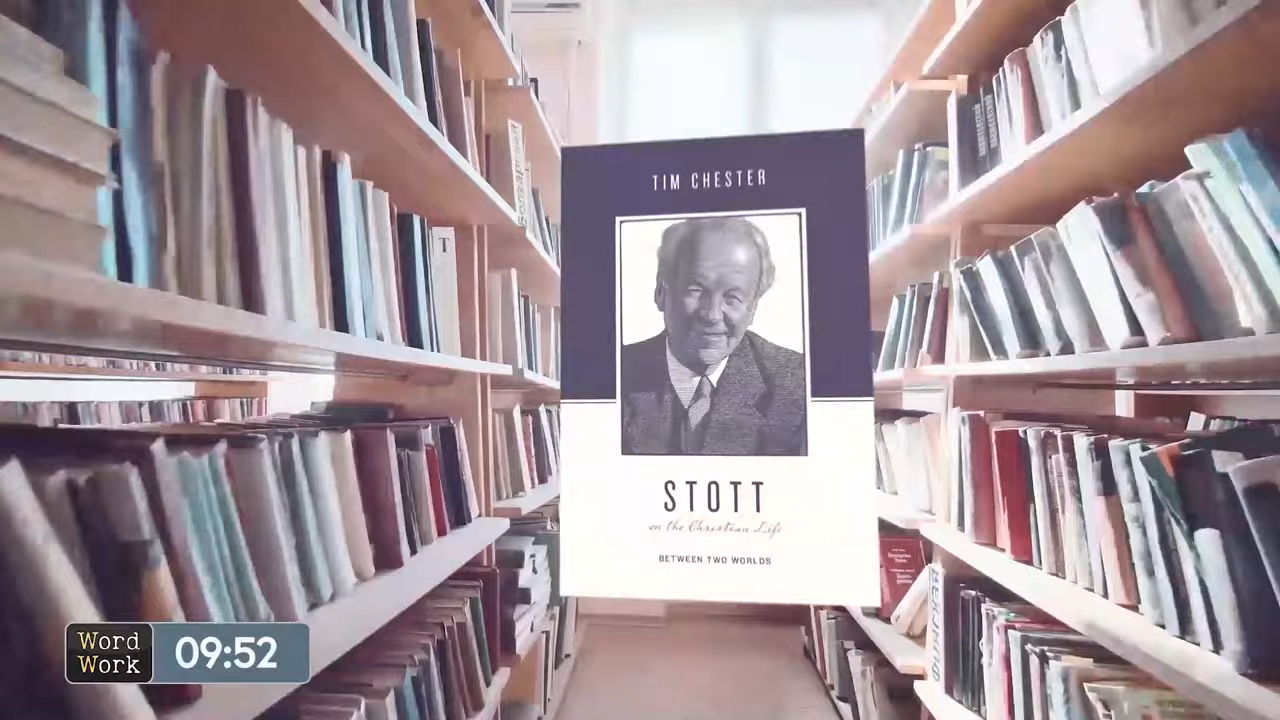 TIM CHESTER
STOTT
on the Christian Life
BETWEEN TWO WORLDS
T
Word
Work
09:52